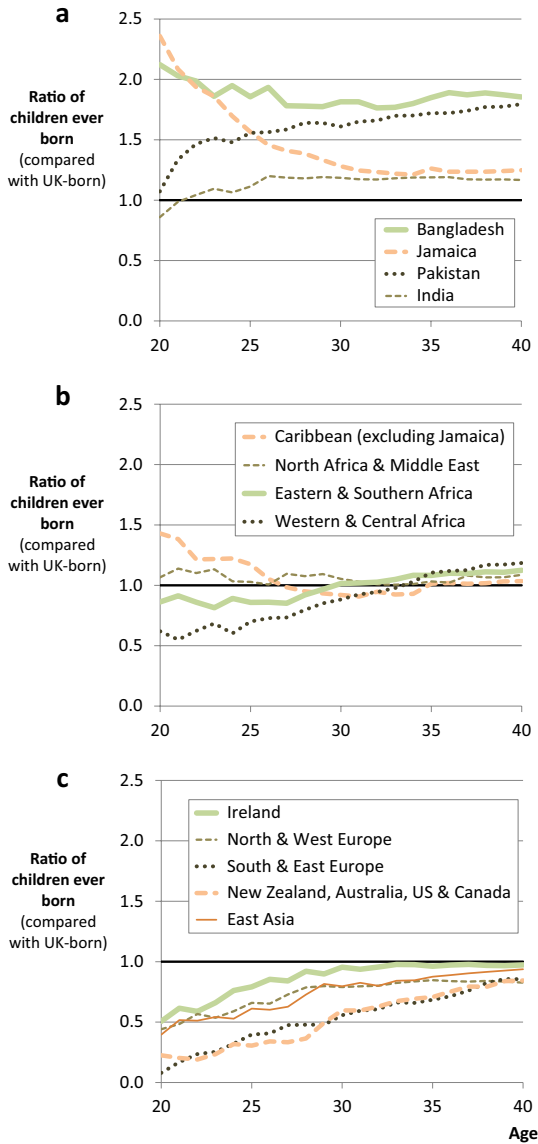 a
2.5
2.0
Ratio of
children ever
born
(compared
with UK-born)
1.5
1.0
0.5
0.0
Bangladesh
Jamaica
Pakistan
India
20
25
30
35
40
b
2.5
2.0
Ratio of
children ever
born
(compared
with UK-born)
1.5
1.0
0.5
0.0
Caribbean (excluding Jamaica)
North Africa & Middle East
Eastern & Southern Africa
Western & Central Africa
20
25
30
35
40
c
2.5
2.0
Ratio of
children ever
born
(compared
with UK-born)
1.5
1.0
0.5
0.0
Ireland
North & West Europe
South & East Europe
New Zealand, Australia, US & Canada
East Asia
20
25
30
35
40
Age